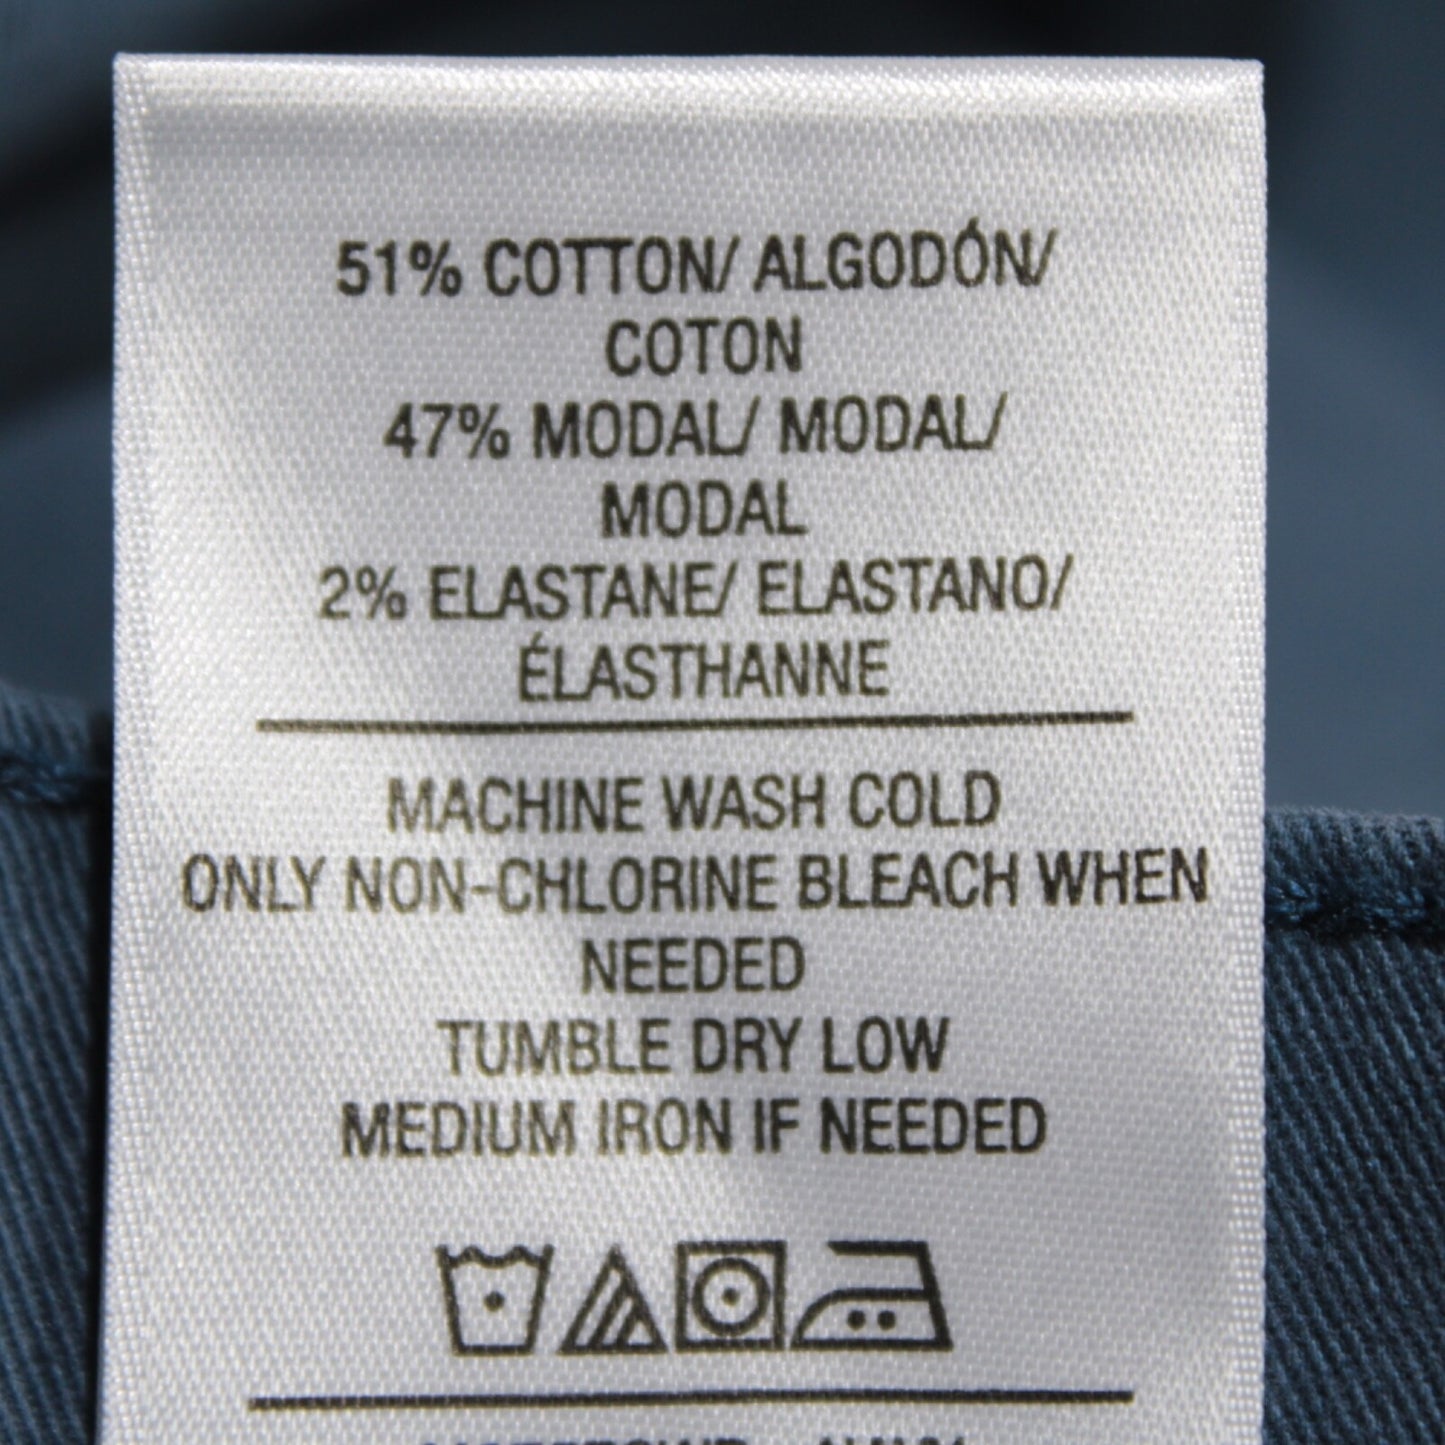 51% COTTON/ ALGODÓN/
COTON
47% MODAL/ MODAL/
MODAL
2% ELASTANE/ ELASTANO/
ÉLASTHANNE
MACHINE WASH COLD
ONLY NON-CHLORINE BLEACH WHEN
NEEDED
TUMBLE DRY LOW
MEDIUM IRON IF NEEDED